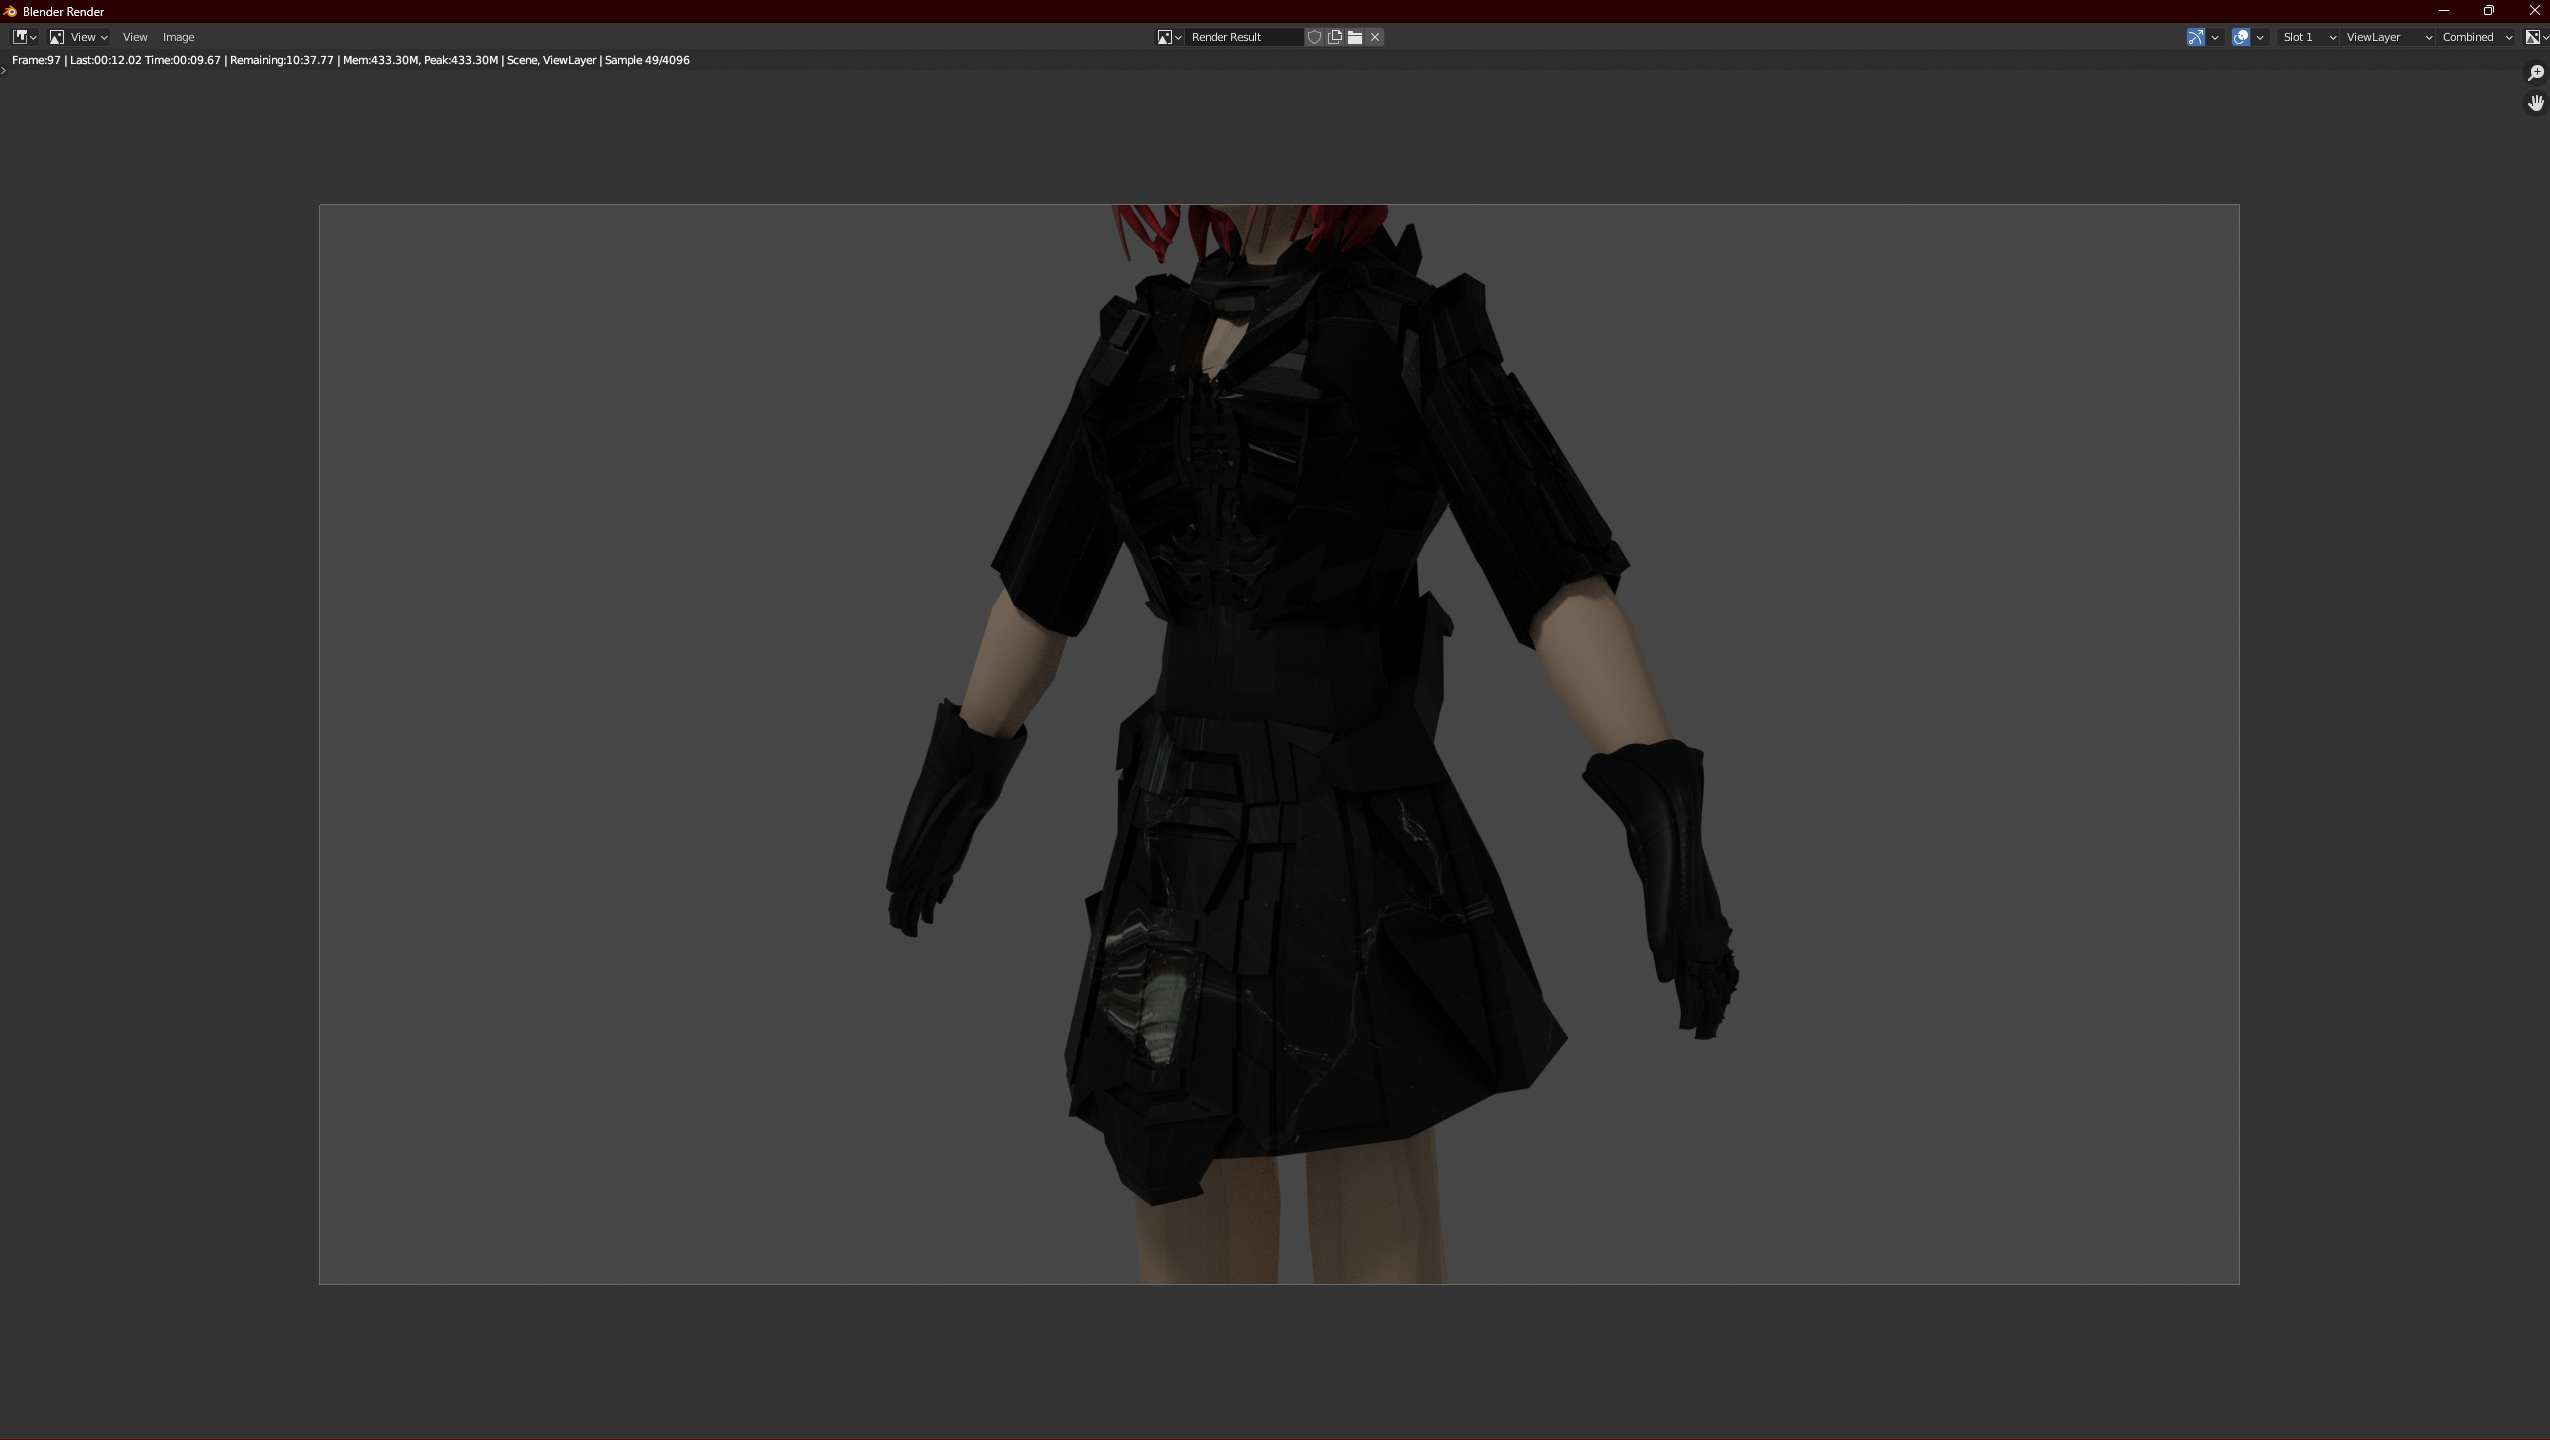 Blender Render
View View Image Render Result Slot 1 ViewLayer Combined
Frame:97 | Last:00:12.02 Time:00:09.67 | Remaining:10:37.77 | Mem:433.30M, Peak:433.30M | Scene, ViewLayer | Sample 49/4096